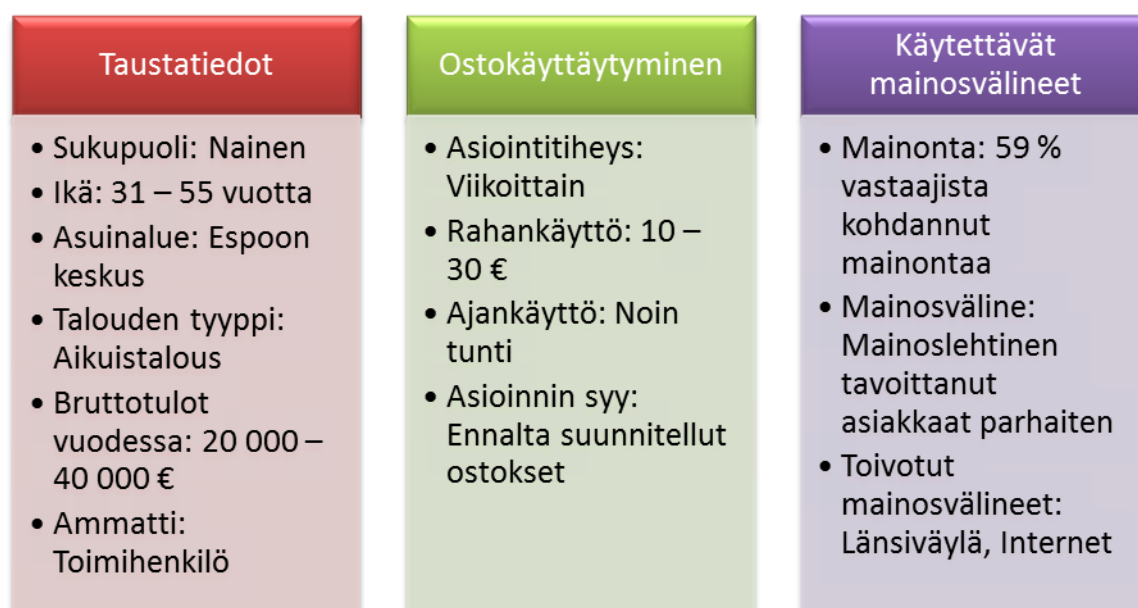 Taustatiedot
• Sukupuoli: Nainen
• Ikä: 31 – 55 vuotta
• Asuinalue: Espoon
keskus
• Talouden tyyppi:
Aikuistalous
• Bruttotulot
vuodessa: 20 000 –
40 000 €
• Ammatti:
Toimihenkilö
Ostokäyttäytyminen
• Asiointitiheys:
Viikoittain
• Rahankäyttö: 10 –
30 €
• Ajankäyttö: Noin
tunti
• Asioinnin syy:
Ennalta suunnitellut
ostokset
Käytettävät
mainosvälineet
• Mainonta: 59 %
vastaajista
kohdannut
mainontaa
• Mainosväline:
Mainoslehtinen
tavoittanut
asiakkaat parhaiten
• Toivotut
mainosvälineet:
Länsiväylä, Internet